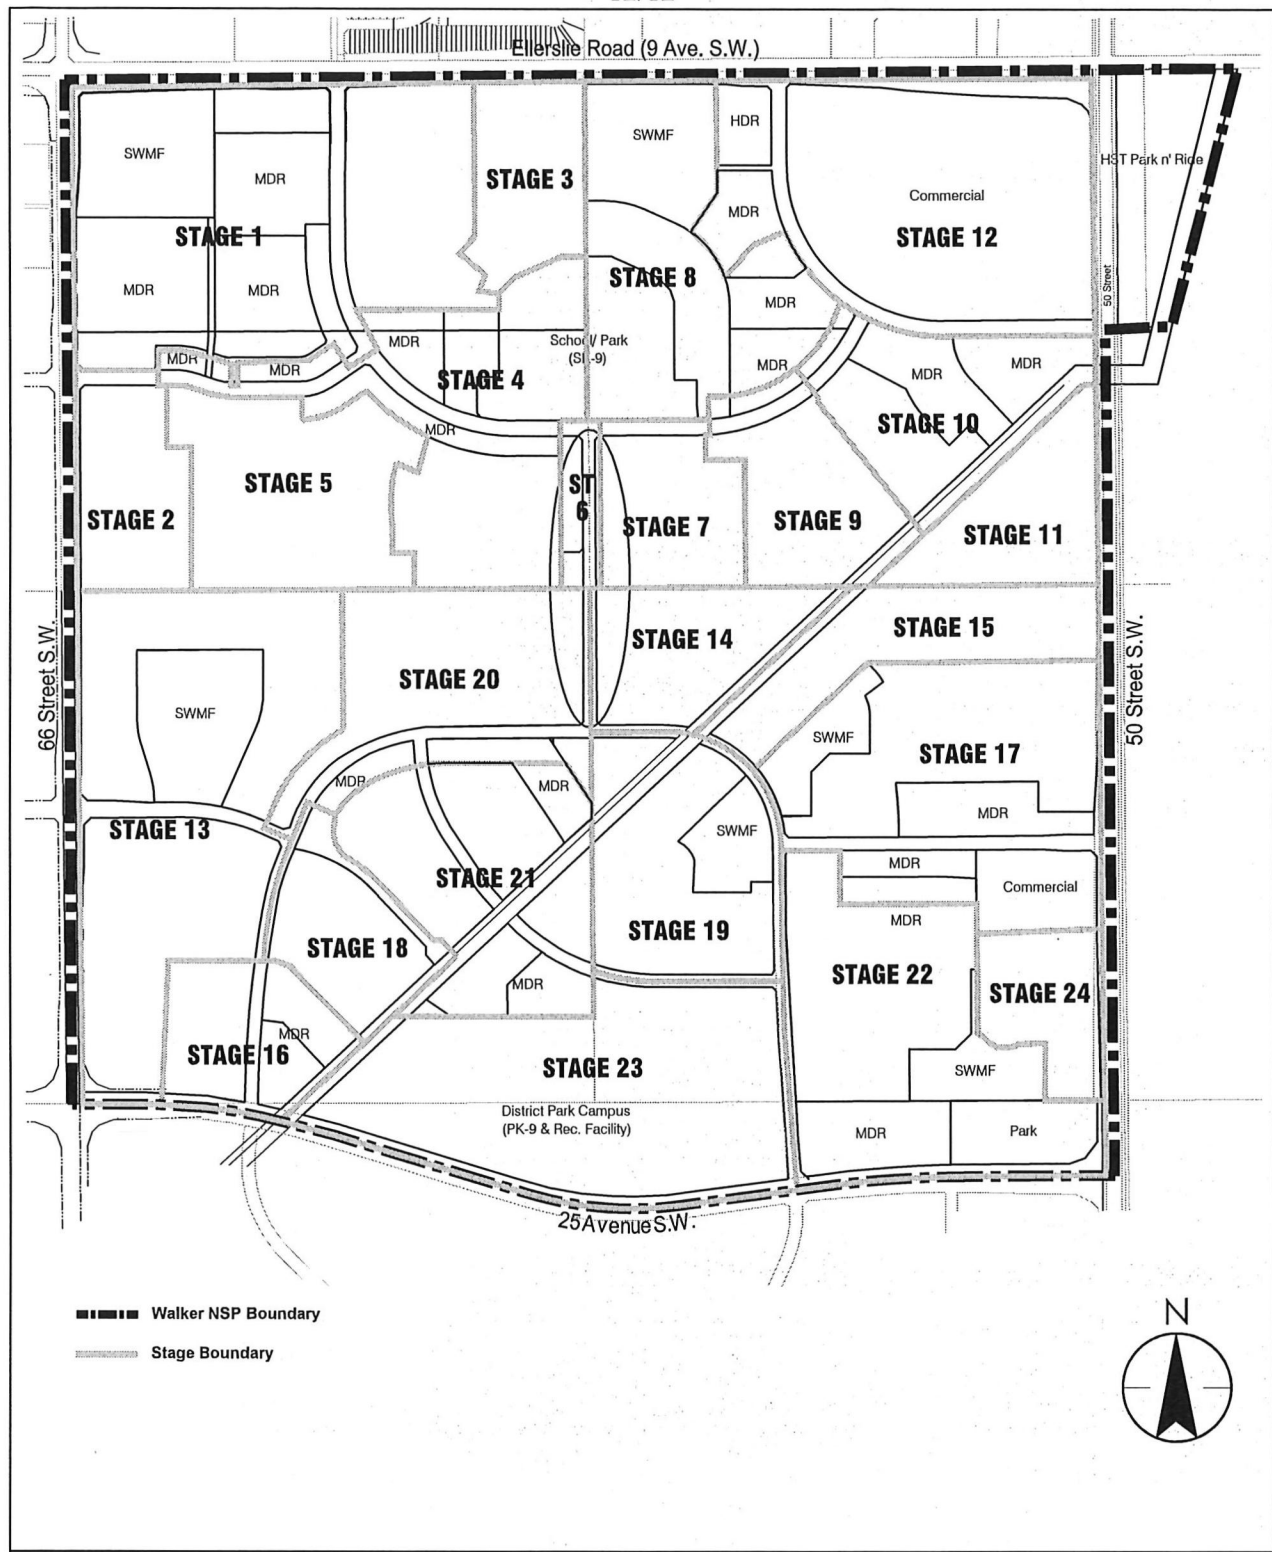 Ellerslie Road (9 Ave. S.W.)
SWMF
MDR
STAGE 1
MDR
MDR
MDR
MDR
STAGE 3
SWMF
HDR
MDR
Commercial
STAGE 12
HST Park n' Ride
50 Street
STAGE 8
MDR
MDR
School/ Park
(SK-9)
MDR
STAGE 4
MDR
MDR
MDR
STAGE 10
STAGE 2
STAGE 5
ST
6
STAGE 7
STAGE 9
STAGE 11
66 Street S.W.
50 Street S.W.
STAGE 14
STAGE 15
STAGE 20
SWMF
SWMF
STAGE 17
MDR
MDR
MDR
STAGE 13
SWMF
MDR
Commercial
STAGE 21
MDR
STAGE 18
STAGE 19
STAGE 22
STAGE 24
MDR
MDR
STAGE 16
STAGE 23
SWMF
District Park Campus
(PK-9 & Rec. Facility)
MDR
Park
25 Avenue S.W.
Walker NSP Boundary
Stage Boundary
N